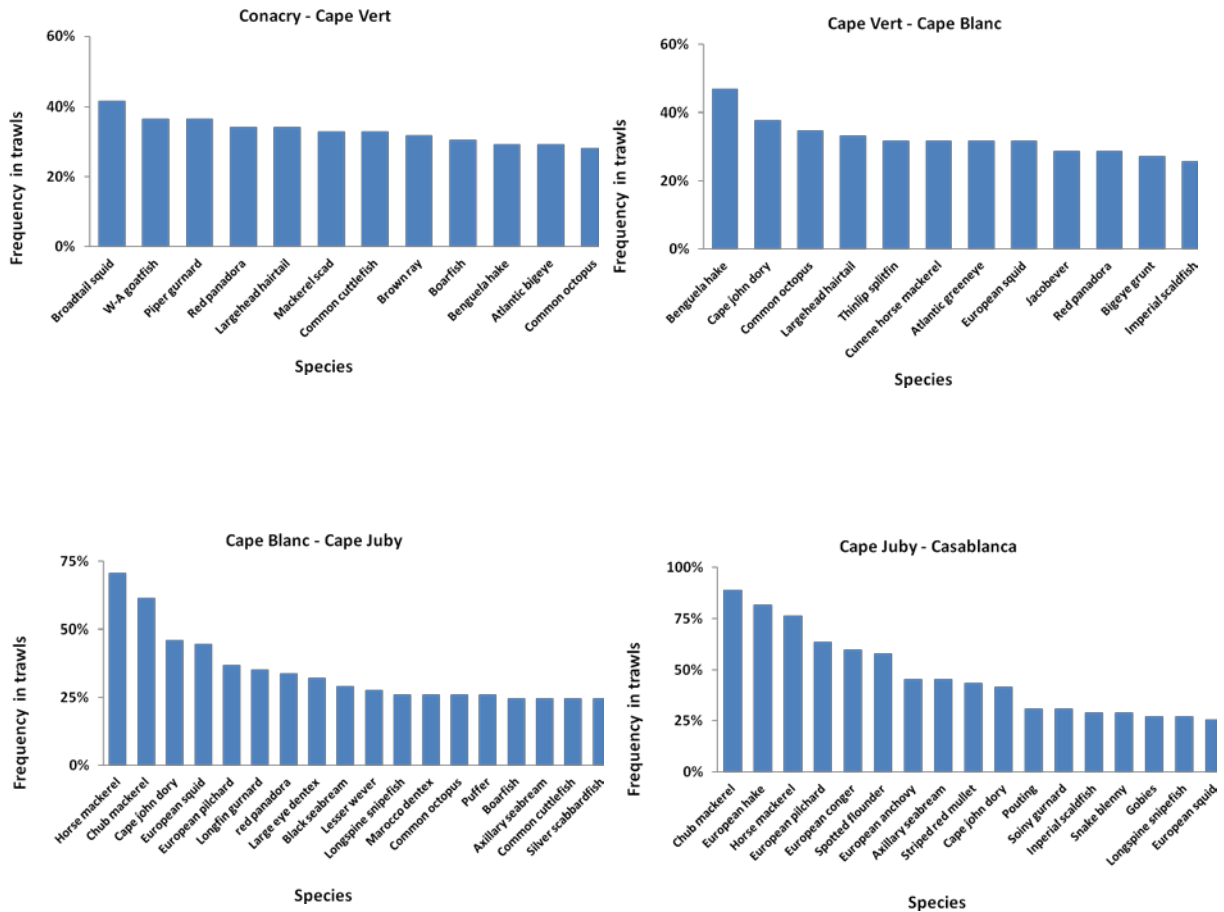 Conacry - Cape Vert
60%
40%
20%
0%
Frequency in trawls
Broadtail squid
W-A goatfish
Piper gurnard
Red panadora
Largehead hairtail
Mackerel scad
Common cuttlefish
Brown ray
Boarfish
Benguela hake
Atlantic bigeye
Common octopus
Species
Cape Vert - Cape Blanc
60%
40%
20%
0%
Frequency in trawls
Benguela hake
Cape john dory
Common octopus
Largehead hairtail
Thinlip splitfin
Cunene horse mackerel
Atlantic greeneye
European squid
Jacobever
Red panadora
Bigeye grunt
Imperial scaldfish
Species
Cape Blanc - Cape Juby
75%
50%
25%
0%
Frequency in trawls
Horse mackerel
Chub mackerel
Cape john dory
European squid
European pilchard
Longfin gurnard
red panadora
Large eye dentex
Black seabream
Lesser wever
Longspine snipefish
Marocco dentex
Common octopus
Puffer
Boarfish
Axillary seabream
Common cuttlefish
Silver scabbardfish
Species
Cape Juby - Casablanca
100%
75%
50%
25%
0%
Frequency in trawls
Chub mackerel
European hake
Horse mackerel
European pilchard
European conger
Spotted flounder
European anchovy
Axillary seabream
Striped red mullet
Cape john dory
Pouting
Soiny gurnard
Inperial scaldfish
Snake blenny
Gobies
Longspine snipefish
European squid
Species